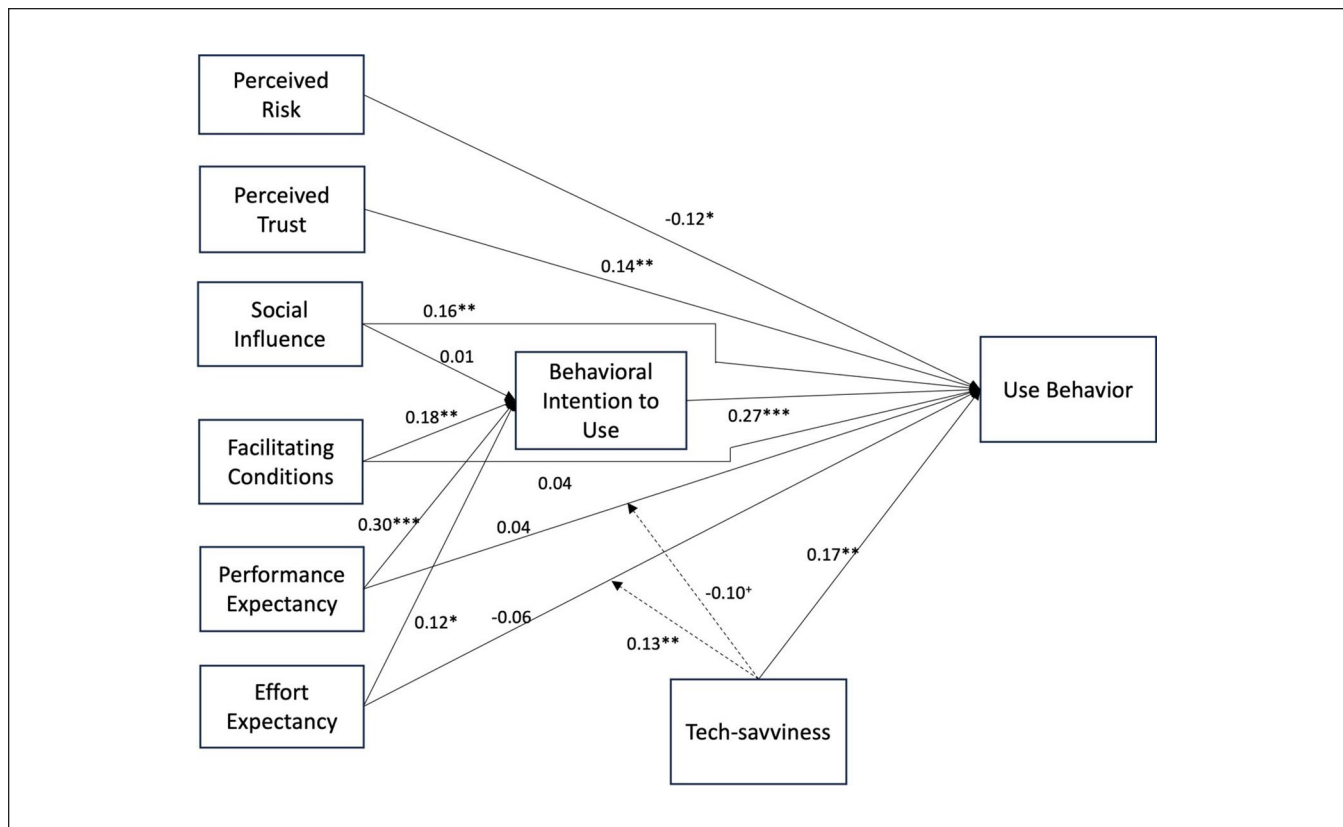 Perceived
Risk
Perceived
Trust
-0.12*
0.14**
Social
Influence
0.16**
0.01
Behavioral
Intention to
Use
Use Behavior
0.27***
0.18**
Facilitating
Conditions
0.04
0.30***
0.04
Performance
Expectancy
0.17**
-0.10+
0.12*
-0.06
0.13**
Effort
Expectancy
Tech-savviness